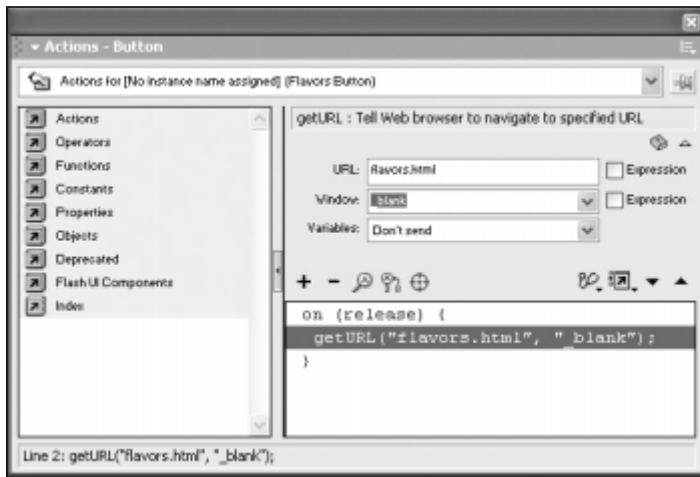 Actions - Button
Actions for [No instance name assigned] (Flavors Button)
Actions
Operators
Functions
Constants
Properties
Objects
Deprecated
Flash UI Components
Index
getURL : Tell Web browser to navigate to specified URL
URL: flavors.html Expression
Window: _blank Expression
Variables: Don't send
on (release) {
getURL("flavors.html", "_blank");
}
Line 2: getURL("flavors.html", "_blank");